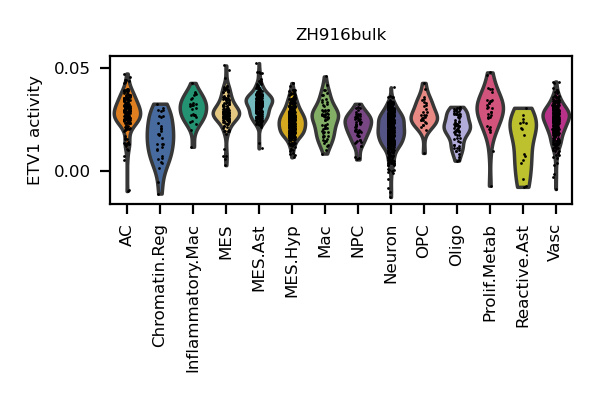 ZH916bulk
ETV1 activity
0.05
0.00
AC
Chromatin.Reg
Inflammatory.Mac
MES
MES.Ast
MES.Hyp
Mac
NPC
Neuron
OPC
Oligo
Prolif.Metab
Reactive.Ast
Vasc